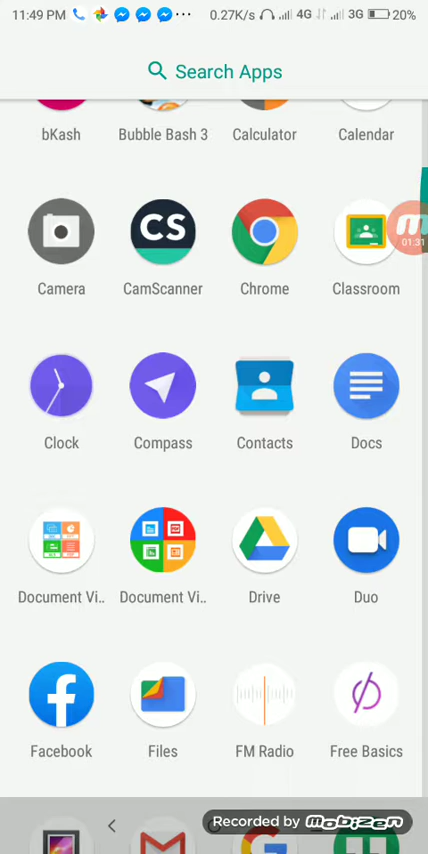 11:49 PM ... 0.27K/s 4G 3G 20%
Search Apps
bKash Bubble Bash 3 Calculator Calendar
CS
m
01:31
Camera CamScanner Chrome Classroom
Clock Compass Contacts Docs
Document Vi.. Document Vi.. Drive Duo
f
Facebook Files FM Radio Free Basics
Recorded by mobizen